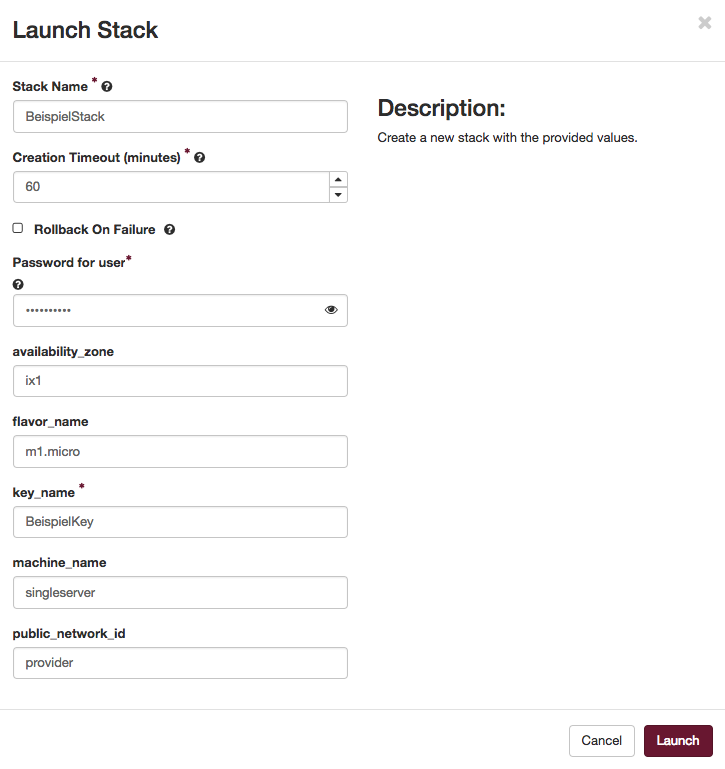 Launch Stack
Stack Name *
BeispielStack
Creation Timeout (minutes) *
60
Rollback On Failure
Password for user*
••••••••••
availability_zone
ix1
flavor_name
m1.micro
key_name *
BeispielKey
machine_name
singleserver
public_network_id
provider
Description:
Create a new stack with the provided values.
Cancel
Launch